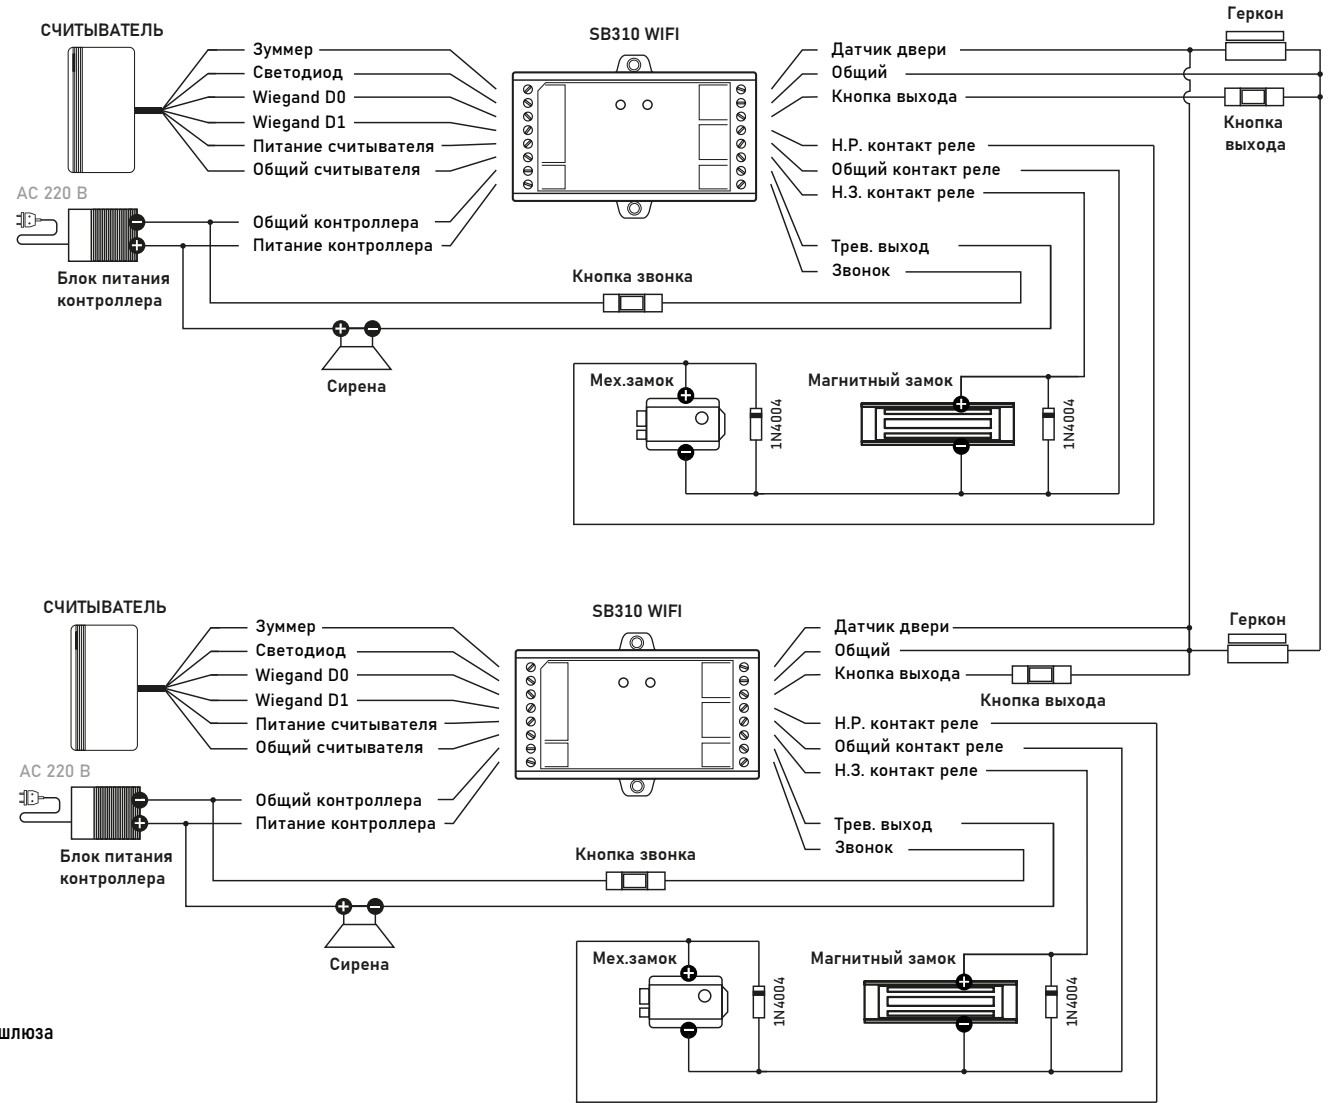 СЧИТЫВАТЕЛЬ
SB310 WIFI
Геркон
Зуммер
Светодиод
Wiegand D0
Wiegand D1
Питание считывателя
Общий считывателя
Общий контроллера
Питание контроллера
AC 220 В
Блок питания
контроллера
Датчик двери
Общий
Кнопка выхода
Н.Р. контакт реле
Общий контакт реле
Н.З. контакт реле
Трев. выход
Звонок
Кнопка
выхода
Кнопка звонка
Сирена
Мех.замок
1N4004
Магнитный замок
1N4004
СЧИТЫВАТЕЛЬ
SB310 WIFI
Геркон
Зуммер
Светодиод
Wiegand D0
Wiegand D1
Питание считывателя
Общий считывателя
Общий контроллера
Питание контроллера
AC 220 В
Блок питания
контроллера
Датчик двери
Общий
Кнопка выхода
Н.Р. контакт реле
Общий контакт реле
Н.З. контакт реле
Трев. выход
Звонок
Кнопка выхода
Кнопка звонка
Сирена
Мех.замок
1N4004
Магнитный замок
1N4004
шлюза